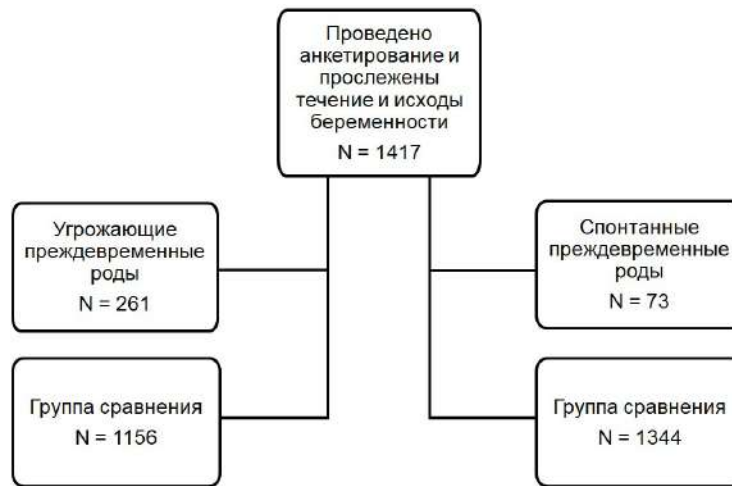 Проведено
анкетирование и
прослежены
течение и исходы
беременности
N = 1417
Угрожающие
преждевременные
роды
N = 261
Спонтанные
преждевременные
роды
N = 73
Группа сравнения
N = 1156
Группа сравнения
N = 1344